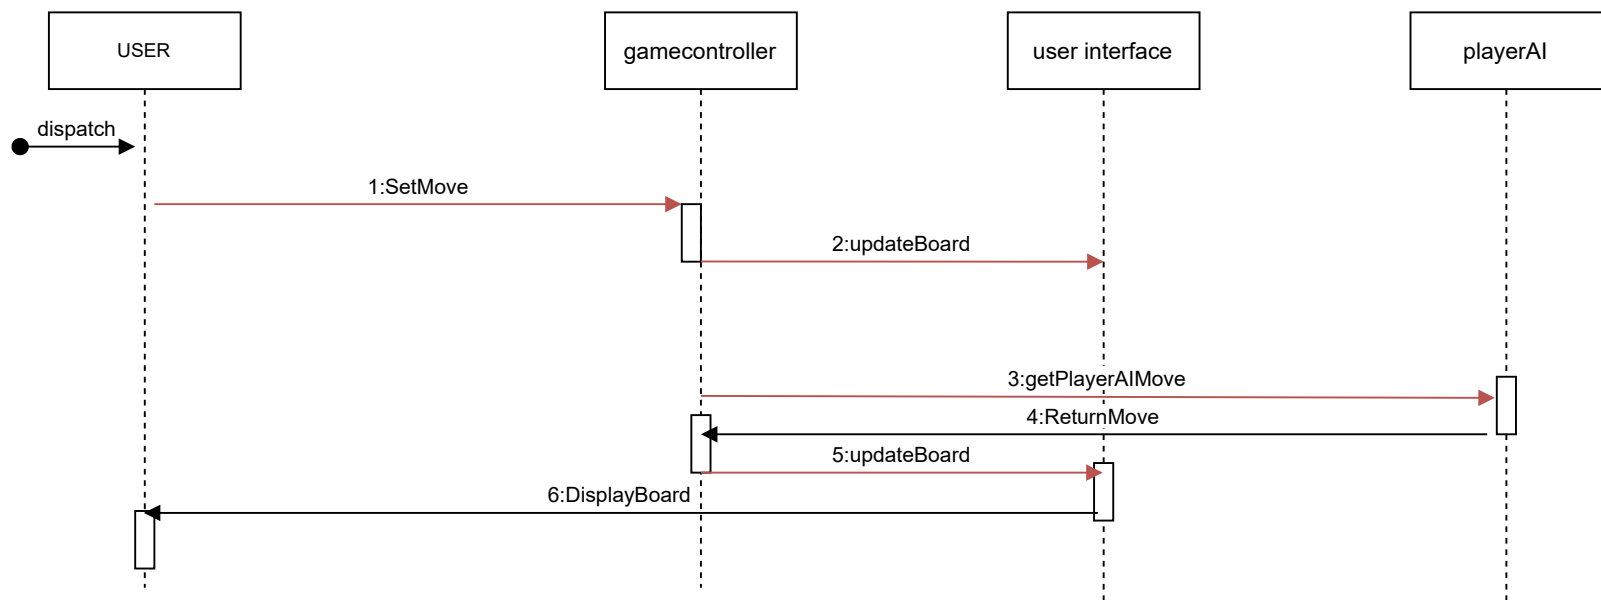 USER
gamecontroller
user interface
playerAI
dispatch
1:SetMove
2:updateBoard
3:getPlayerAIMove
4:ReturnMove
5:updateBoard
6:DisplayBoard